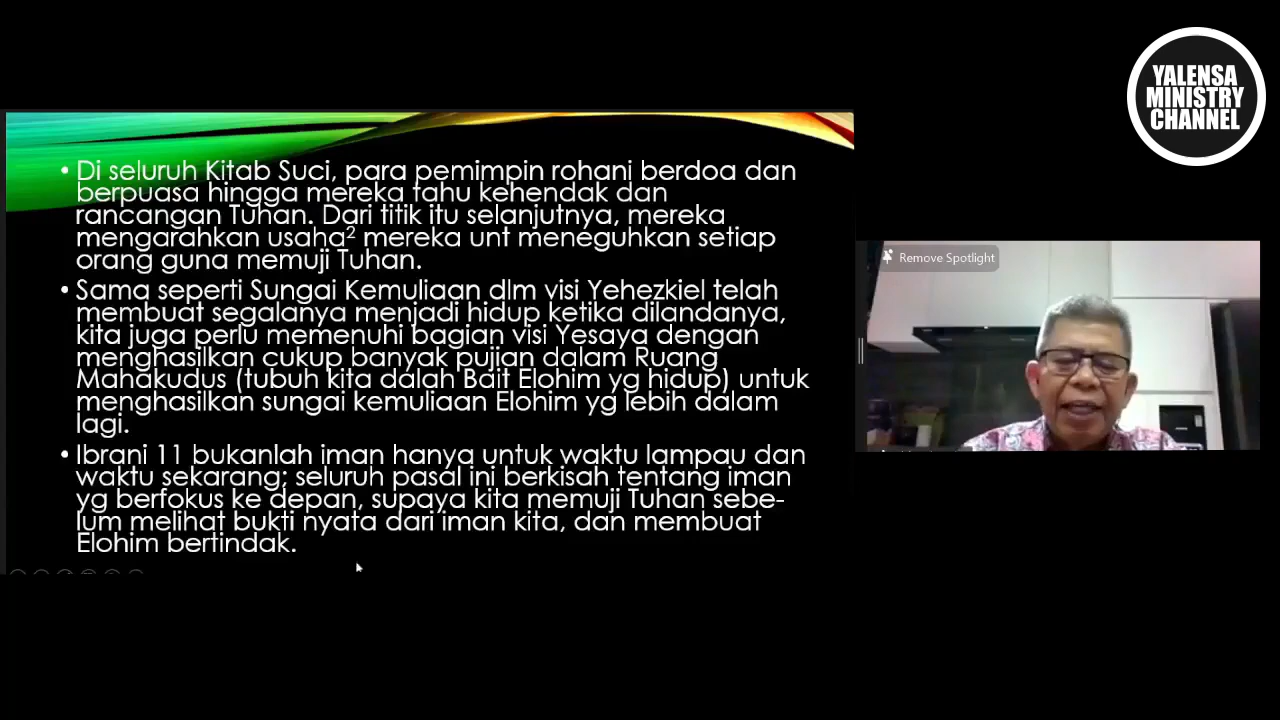 YALENSA
MINISTRY
CHANNEL
• Di seluruh Kitab Suci, para pemimpin rohani berdoa dan
berpuasa hingga mereka tahu kehendak dan
rancangan Tuhan. Dari titik itu selanjutnya, mereka
mengarahkan usaha² mereka unt meneguhkan setiap
orang guna memuji Tuhan.
• Sama seperti Sungai Kemuliaan dlm visi Yehezkiel telah
membuat segalanya menjadi hidup ketika dilandanya,
kita juga perlu memenuhi bagian visi Yesaya dengan
menghasilkan cukup banyak pujian dalam Ruang
Mahakudus (tubuh kita dalah Bait Elohim yg hidup) untuk
menghasilkan sungai kemuliaan Elohim yg lebih dalam
lagi.
• Ibrani 11 bukanlah iman hanya untuk waktu lampau dan
waktu sekarang; seluruh pasal ini berkisah tentang iman
yg berfokus ke depan, supaya kita memuji Tuhan sebe-
lum melihat bukti nyata dari iman kita, dan membuat
Elohim bertindak.
Remove Spotlight